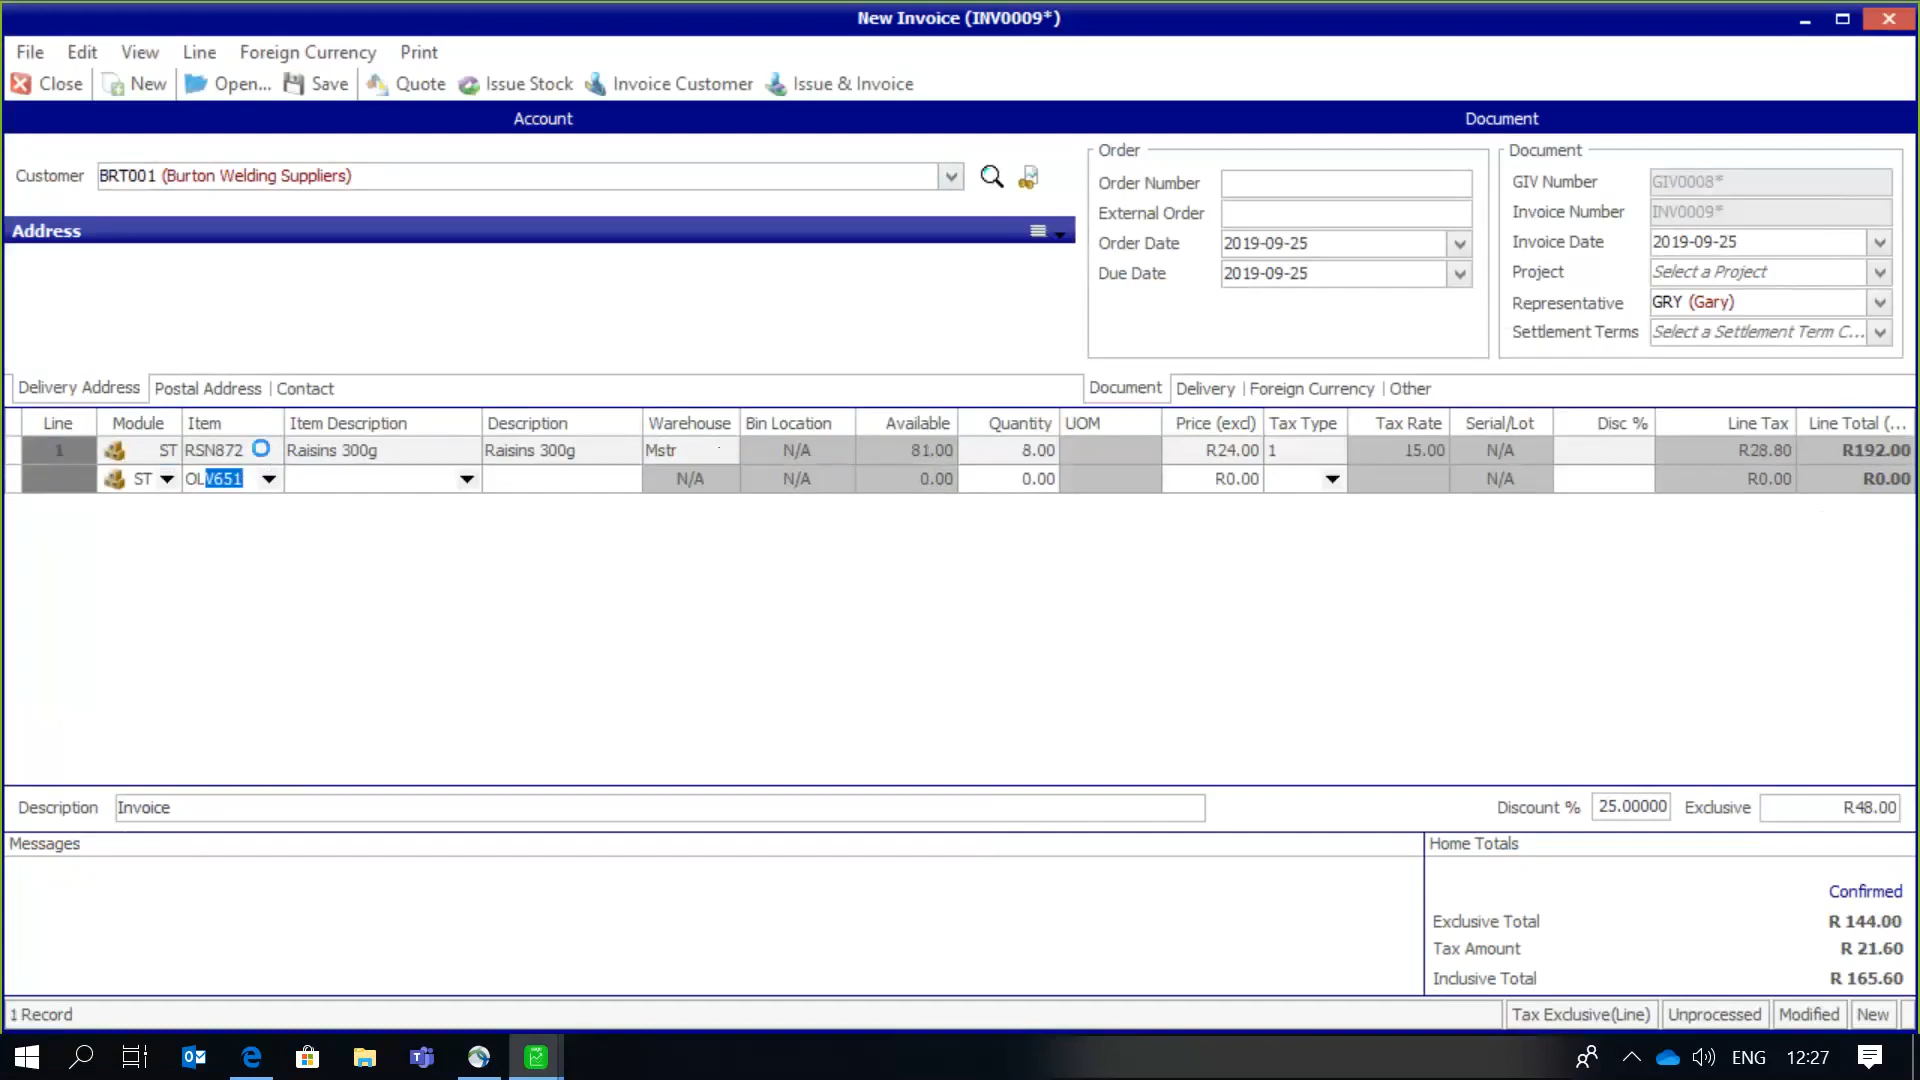 New Invoice (INV0009*)
File Edit View Line Foreign Currency Print
Close New Open... Save Quote Issue Stock Invoice Customer Issue & Invoice
Account Document
Customer BRT001 (Burton Welding Suppliers)
Address
Order
Order Number
External Order
Order Date 2019-09-25
Due Date 2019-09-25
Document
GIV Number GIV0008*
Invoice Number INV0009*
Invoice Date 2019-09-25
Project Select a Project
Representative GRY (Gary)
Settlement Terms Select a Settlement Term C...
Delivery Address Postal Address Contact
Document Delivery Foreign Currency Other
Line Module Item Item Description Description Warehouse Bin Location Available Quantity UOM Price (excl) Tax Type Tax Rate Serial/Lot Disc % Line Tax Line Total (...
1 ST RSN872 Raisins 300g Raisins 300g Mstr N/A 81.00 8.00 R24.00 1 15.00 N/A R28.80 R192.00
ST OLV651 N/A N/A 0.00 0.00 R0.00 N/A R0.00 R0.00
Description Invoice Discount % 25.00000 Exclusive R48.00
Messages
Home Totals
Confirmed
Exclusive Total R 144.00
Tax Amount R 21.60
Inclusive Total R 165.60
1 Record Tax Exclusive(Line) Unprocessed Modified New
ENG 12:27